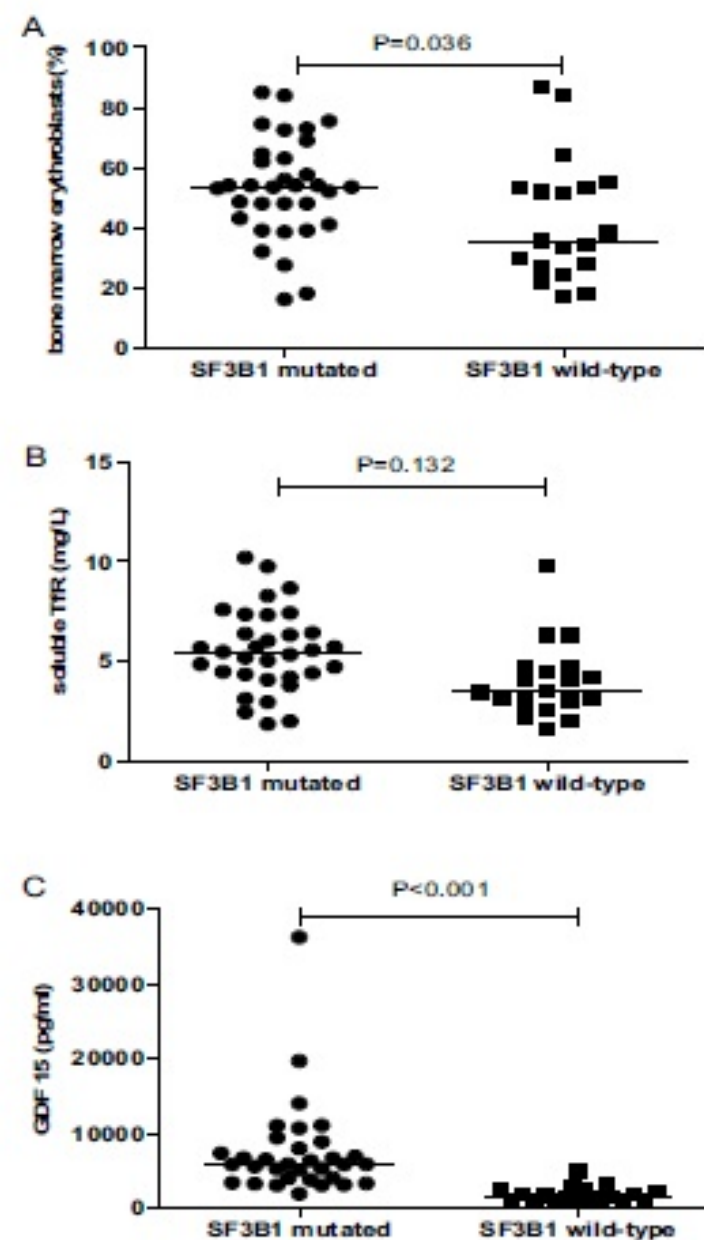 A
P=0.036
bone marrow erythroblasts (%)
100
80
60
40
20
0
SF3B1 mutated
SF3B1 wild-type
B
P=0.132
soluble TfR (mg/L)
15
10
5
0
SF3B1 mutated
SF3B1 wild-type
C
P<0.001
GDF15 (pg/ml)
40000
30000
20000
10000
0
SF3B1 mutated
SF3B1 wild-type